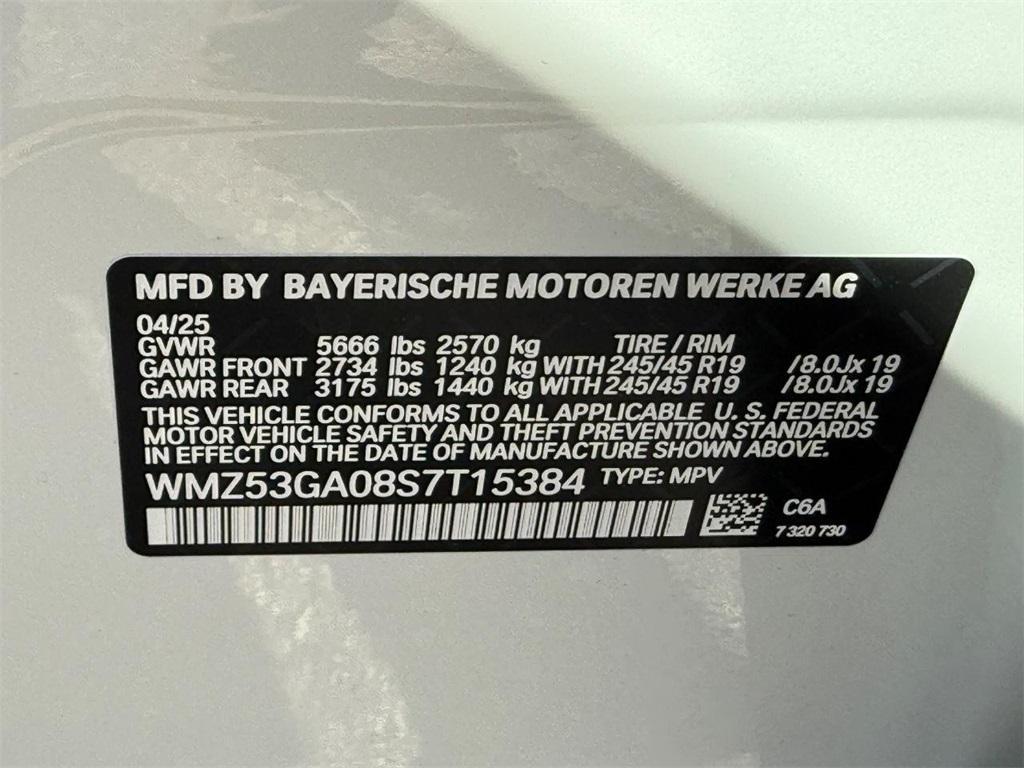 MFD BY BAYERISCHE MOTOREN WERKE AG
04/25
GVWR 5666 lbs 2570 kg TIRE / RIM
GAWR FRONT 2734 lbs 1240 kg WITH 245/45 R19 /8.0Jx 19
GAWR REAR 3175 lbs 1440 kg WITH 245/45 R19 /8.0Jx 19
THIS VEHICLE CONFORMS TO ALL APPLICABLE U. S. FEDERAL
MOTOR VEHICLE SAFETY AND THEFT PREVENTION STANDARDS
IN EFFECT ON THE DATE OF MANUFACTURE SHOWN ABOVE.
WMZ53GA08S7T15384 TYPE: MPV
C6A
7 320 730